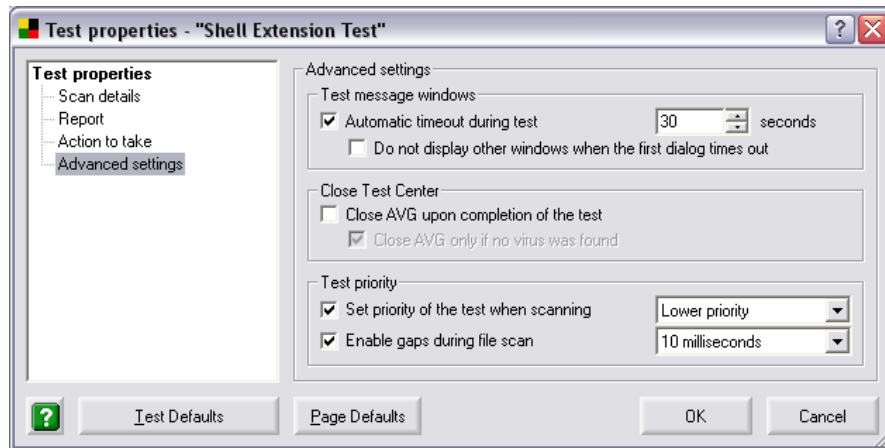 Test properties - "Shell Extension Test"
Test properties
Scan details
Report
Action to take
Advanced settings
Advanced settings
Test message windows
Automatic timeout during test 30 seconds
Do not display other windows when the first dialog times out
Close Test Center
Close AVG upon completion of the test
Close AVG only if no virus was found
Test priority
Set priority of the test when scanning Lower priority
Enable gaps during file scan 10 milliseconds
? Test Defaults Page Defaults OK Cancel